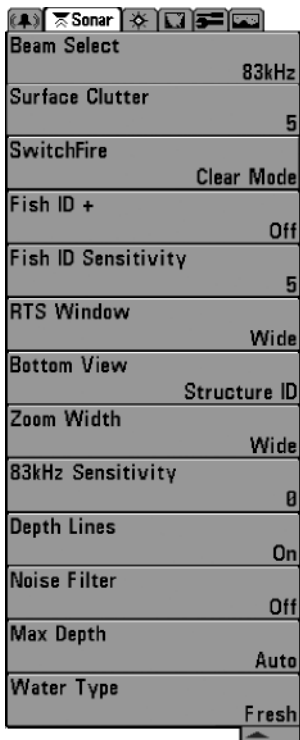 Sonar
Beam Select
83kHz
Surface Clutter
5
SwitchFire
Clear Mode
Fish ID +
Off
Fish ID Sensitivity
5
RTS Window
Wide
Bottom View
Structure ID
Zoom Width
Wide
83kHz Sensitivity
0
Depth Lines
On
Noise Filter
Off
Max Depth
Auto
Water Type
Fresh